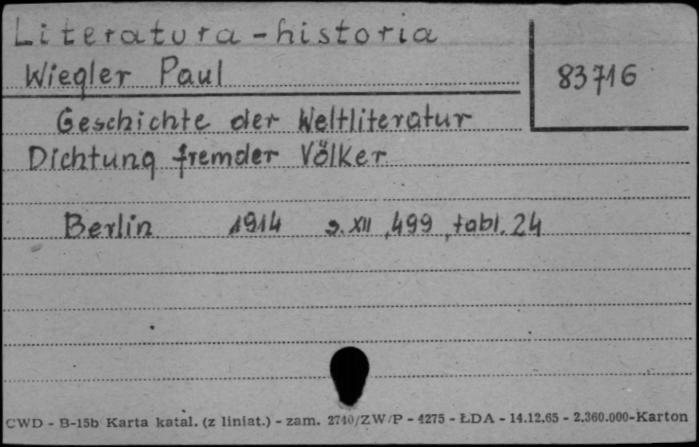 Literatura-historia
Wiegler Paul
83716
Geschichte der Weltliteratur
Dichtung fremder Völker
Berlin 1914 s. XII, 499, tabl. 24
CWD - B-15b Karta katal. (z liniat.) - zam. 2740/ZW/P - 4275 - ŁDA - 14.12.65 - 2.360.000-Karton